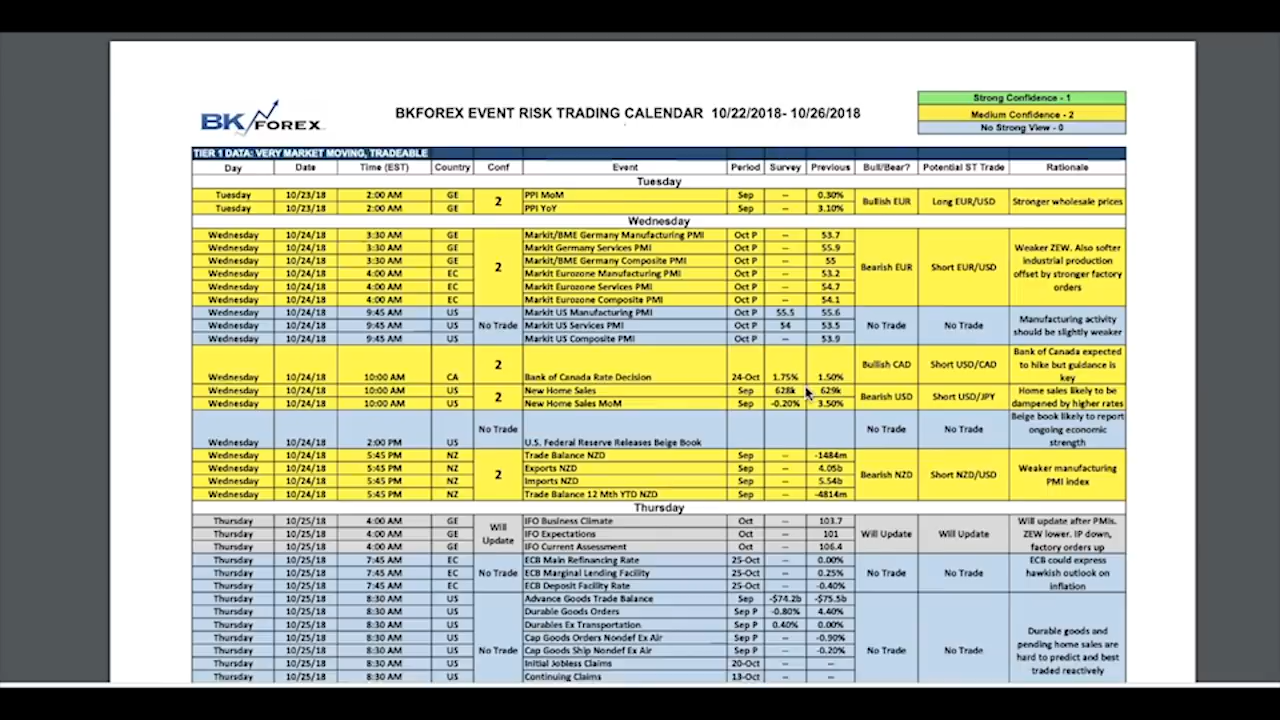 BK FOREX
BKFOREX EVENT RISK TRADING CALENDAR 10/22/2018- 10/26/2018
Strong Confidence - 1
Medium Confidence - 2
No Strong View - 0
TIER 1 DATA: VERY MARKET MOVING, TRADEABLE
Day Date Time (EST) Country Conf Event Period Survey Previous Bull/Bear? Potential ST Trade Rationale
Tuesday
Tuesday 10/23/18 2:00 AM GE 2 PPI MoM Sep -- 0.30% Bullish EUR Long EUR/USD Stronger wholesale prices
Tuesday 10/23/18 2:00 AM GE PPI YoY Sep -- 3.10%
Wednesday
Wednesday 10/24/18 3:30 AM GE 2 Markit/BME Germany Manufacturing PMI Oct P -- 53.7 Bearish EUR Short EUR/USD Weaker ZEW. Also softer industrial production offset by stronger factory orders
Wednesday 10/24/18 3:30 AM GE Markit Germany Services PMI Oct P -- 55.9
Wednesday 10/24/18 3:30 AM GE Markit/BME Germany Composite PMI Oct P -- 55
Wednesday 10/24/18 4:00 AM EC Markit Eurozone Manufacturing PMI Oct P -- 53.2
Wednesday 10/24/18 4:00 AM EC Markit Eurozone Services PMI Oct P -- 54.7
Wednesday 10/24/18 4:00 AM EC Markit Eurozone Composite PMI Oct P -- 54.1
Wednesday 10/24/18 9:45 AM US No Trade Markit US Manufacturing PMI Oct P 55.5 55.6 No Trade No Trade Manufacturing activity should be slightly weaker
Wednesday 10/24/18 9:45 AM US Markit US Services PMI Oct P 54 53.5
Wednesday 10/24/18 9:45 AM US Markit US Composite PMI Oct P -- 53.9
Wednesday 10/24/18 10:00 AM CA 2 Bank of Canada Rate Decision 24-Oct 1.75% 1.50% Bullish CAD Short USD/CAD Bank of Canada expected to hike but guidance is key
Wednesday 10/24/18 10:00 AM US 2 New Home Sales Sep 628k 629k Bearish USD Short USD/JPY Home sales likely to be dampened by higher rates
Wednesday 10/24/18 10:00 AM US New Home Sales MoM Sep -0.20% 3.50%
Wednesday 10/24/18 2:00 PM US No Trade U.S. Federal Reserve Releases Beige Book No Trade No Trade Beige book likely to report ongoing economic strength
Wednesday 10/24/18 5:45 PM NZ 2 Trade Balance NZD Sep -- -1484m Bearish NZD Short NZD/USD Weaker manufacturing PMI index
Wednesday 10/24/18 5:45 PM NZ Exports NZD Sep -- 4.05b
Wednesday 10/24/18 5:45 PM NZ Imports NZD Sep -- 5.54b
Wednesday 10/24/18 5:45 PM NZ Trade Balance 12 Mth YTD NZD Sep -- -4814m
Thursday
Thursday 10/25/18 4:00 AM GE Will Update IFO Business Climate Oct -- 103.7 Will Update Will Update Will update after PMIs. ZEW lower. IP down, factory orders up
Thursday 10/25/18 4:00 AM GE IFO Expectations Oct -- 101
Thursday 10/25/18 4:00 AM GE IFO Current Assessment Oct -- 106.4
Thursday 10/25/18 7:45 AM EC No Trade ECB Main Refinancing Rate 25-Oct -- 0.00% No Trade No Trade ECB could express hawkish outlook on inflation
Thursday 10/25/18 7:45 AM EC ECB Marginal Lending Facility 25-Oct -- 0.25%
Thursday 10/25/18 7:45 AM EC ECB Deposit Facility Rate 25-Oct -- -0.40%
Thursday 10/25/18 8:30 AM US No Trade Advance Goods Trade Balance Sep -$74.2b -$75.5b No Trade No Trade Durable goods and pending home sales are hard to predict and best traded reactively
Thursday 10/25/18 8:30 AM US Durable Goods Orders Sep P -0.80% 4.40%
Thursday 10/25/18 8:30 AM US Durables Ex Transportation Sep P 0.40% 0.00%
Thursday 10/25/18 8:30 AM US Cap Goods Orders Nondef Ex Air Sep P -- -0.90%
Thursday 10/25/18 8:30 AM US Cap Goods Ship Nondef Ex Air Sep P -- -0.20%
Thursday 10/25/18 8:30 AM US Initial Jobless Claims 20-Oct -- --
Thursday 10/25/18 8:30 AM US Continuing Claims 13-Oct -- --